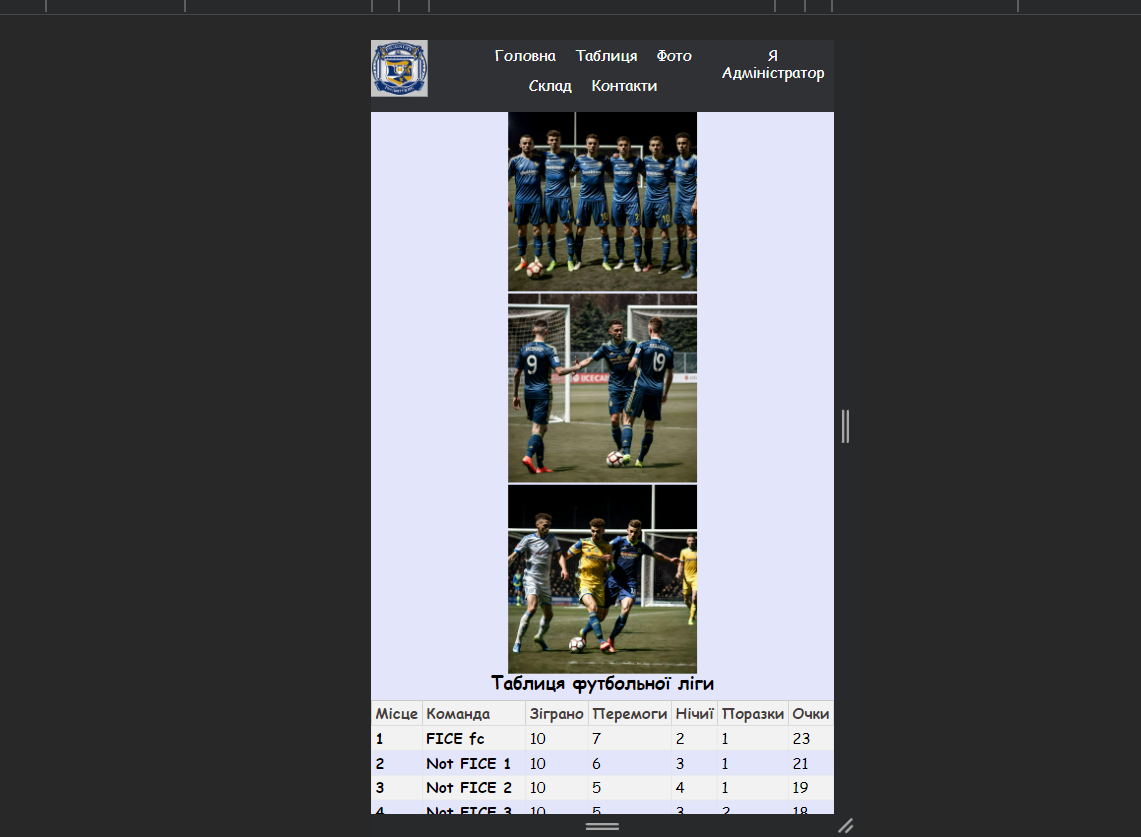 Головна Таблиця Фото
Я
Адміністратор
Склад Контакти
9
19
Таблиця футбольної ліги
Місце Команда Зіграно Перемоги Нічиї Поразки Очки
1 FICE fc 10 7 2 1 23
2 Not FICE 1 10 6 3 1 21
3 Not FICE 2 10 5 4 1 19
4 Not FICE 3 10 5 3 2 18